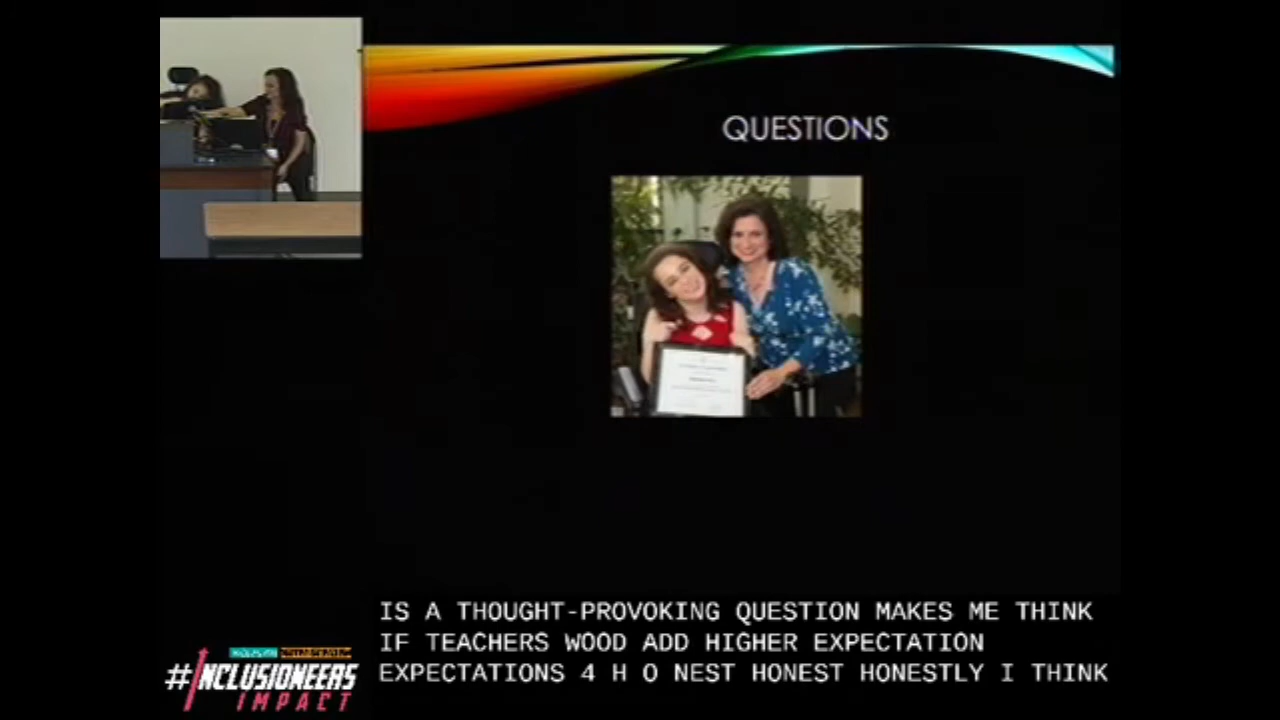 QUESTIONS
IS A THOUGHT-PROVOKING QUESTION MAKES ME THINK
IF TEACHERS WOOD ADD HIGHER EXPECTATION
EXPECTATIONS 4 H O NEST HONEST HONESTLY I THINK
#INCLUSIONEERS
IMPACT